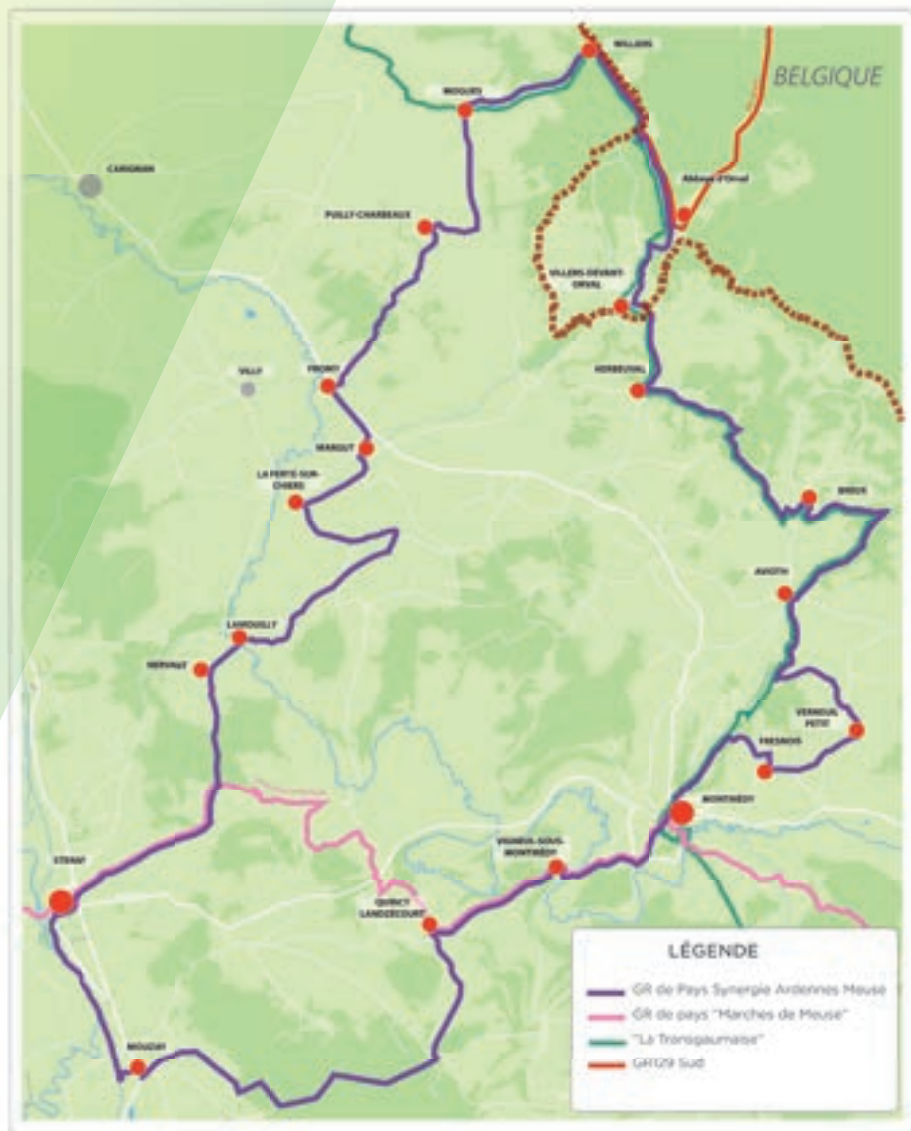 BELGIQUE
WILLIERS
MOGUES
CARIGNAN
Abbaye d'Orval
PUILLY-CHARBEAUX
VILLERS-DEVANT-
ORVAL
VILLY
FROMY
HERBEUVAL
MARGUT
LA FERTÉ-SUR-
CHIERS
BREUX
AVIOTH
LAMOUILLY
NEPVANT
VERNEUIL
PETIT
FRESNOIS
MONTMÉDY
VIGNEUL-SOUS-
MONTMÉDY
STENAY
QUINCY
LANDZÉCOURT
MOUZAY
LÉGENDE
GR de Pays Synergie Ardennes Meuse
GR de pays "Marches de Meuse"
"La Transgaumaise"
GR129 Sud